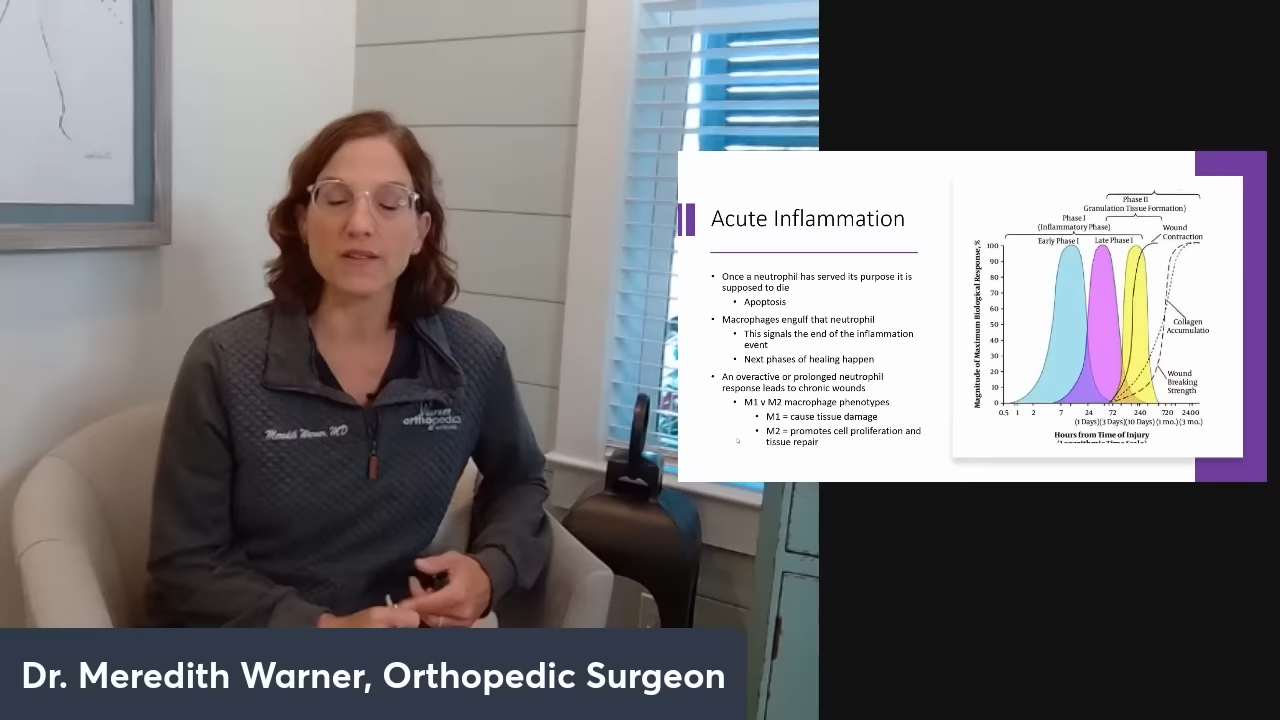 Meredith Warner, MD
Warner
orthopedic
Dr. Meredith Warner, Orthopedic Surgeon
Acute Inflammation
• Once a neutrophil has served its purpose it is
supposed to die
• Apoptosis
• Macrophages engulf that neutrophil
• This signals the end of the inflammation
event
• Next phases of healing happen
• An overactive or prolonged neutrophil
response leads to chronic wounds
• M1 v M2 macrophage phenotypes
• M1 = cause tissue damage
• M2 = promotes cell proliferation and
tissue repair
Phase II
Granulation Tissue Formation)
Phase I
(Inflammatory Phase)
Early Phase I
Late Phase I
Wound
Contraction
Magnitude of Maximum Biological Response, %
100
90
80
70
60
50
40
30
20
10
0
Collagen
Accumulatio
Wound
Breaking
Strength
0.5 1 2 7 24 72 240 720 2400
(1 Days)(3 Days)(10 Days) (1 mo.) (3 mo.)
Hours from Time of Injury
(Logarithmic Time Scale)